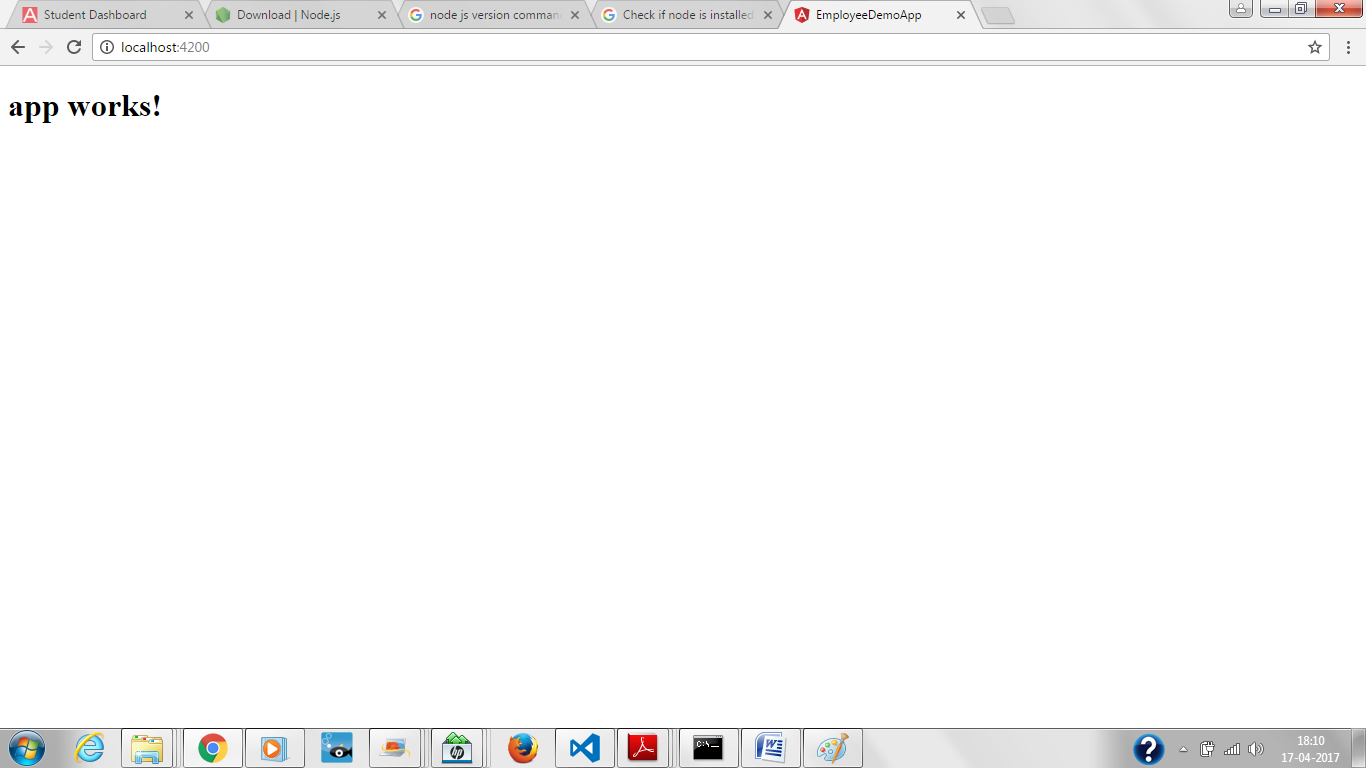 Student Dashboard
Download | Node.js
node js version comman
Check if node is installed
EmployeeDemoApp
localhost:4200
app works!
18:10
17-04-2017